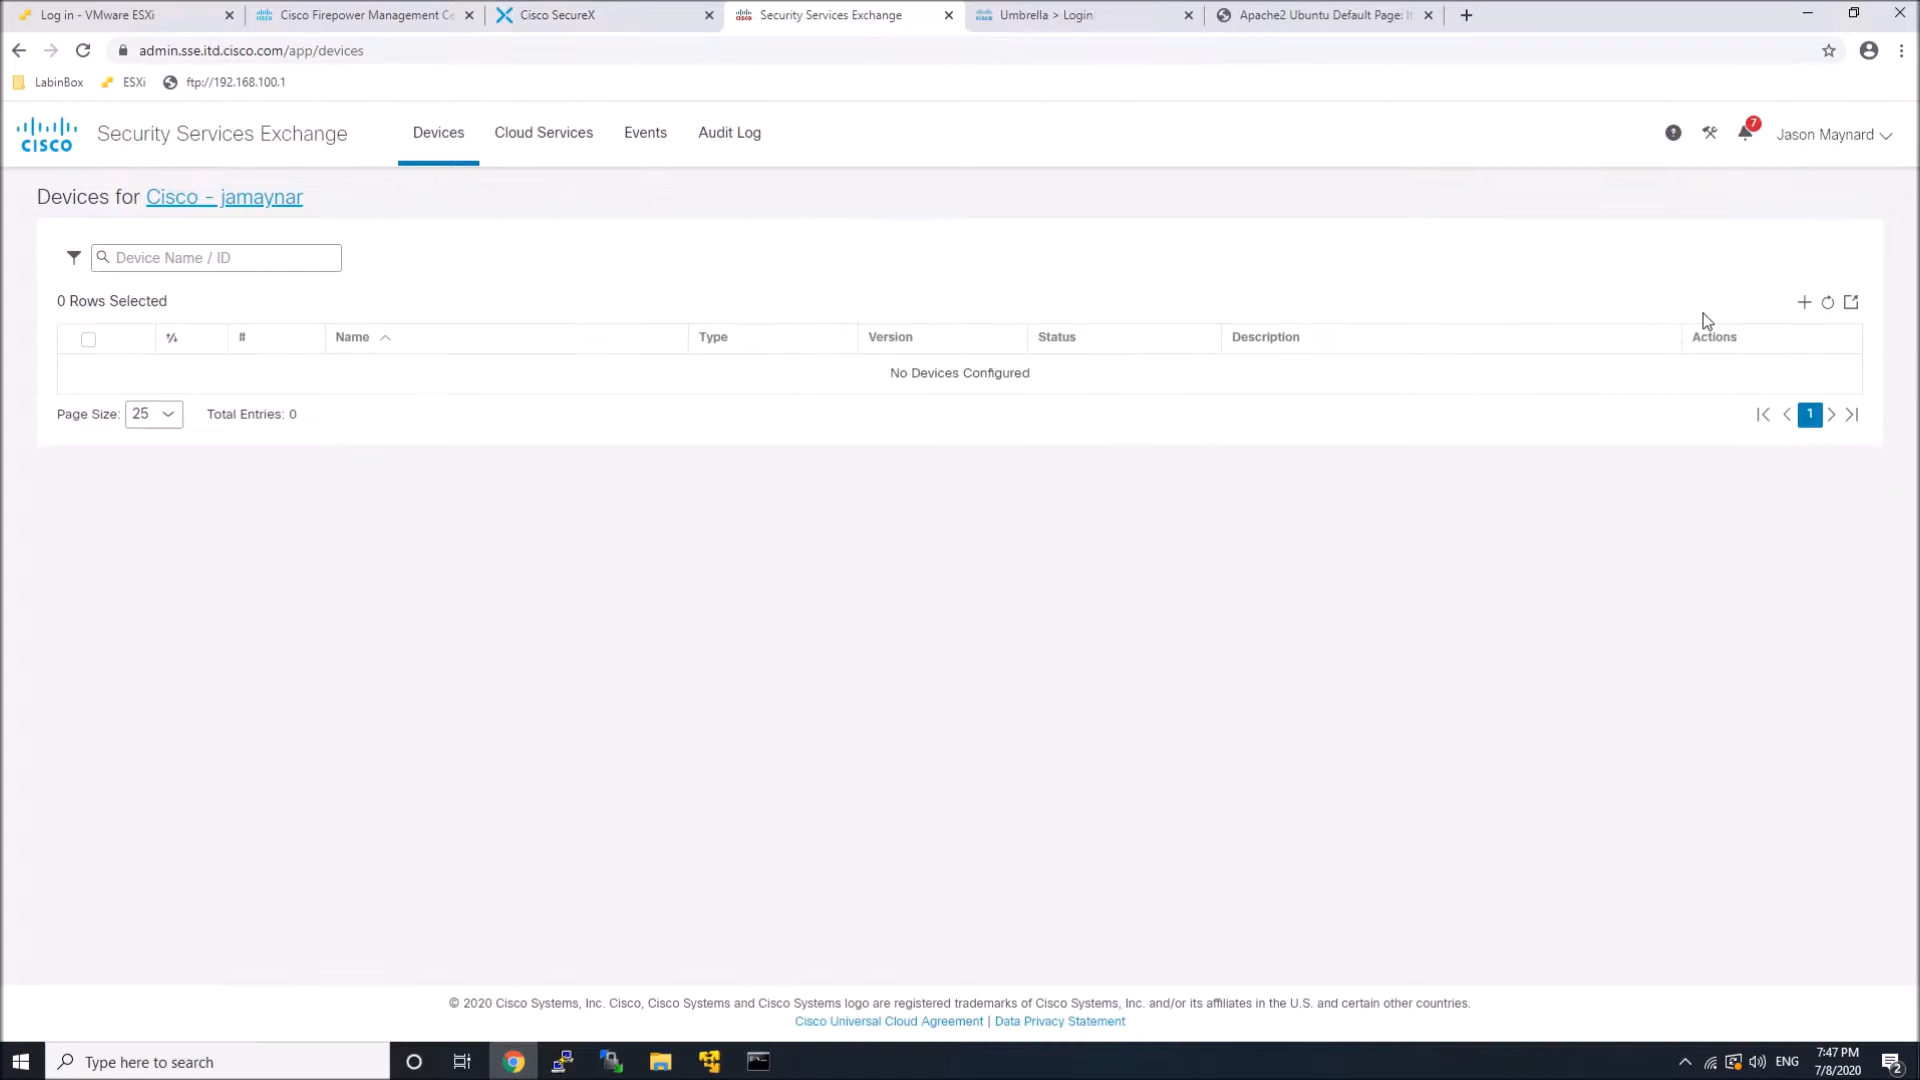 Log in - VMware ESXi
Cisco Firepower Management Ce
Cisco SecureX
Security Services Exchange
Umbrella > Login
Apache2 Ubuntu Default Page: It
admin.sse.itd.cisco.com/app/devices
LabinBox
ESXi
ftp://192.168.100.1
CISCO
Security Services Exchange
Devices
Cloud Services
Events
Audit Log
7
Jason Maynard
Devices for Cisco - jamaynar
Device Name / ID
0 Rows Selected
# Name Type Version Status Description Actions
No Devices Configured
Page Size: 25 Total Entries: 0
1
© 2020 Cisco Systems, Inc. Cisco, Cisco Systems and Cisco Systems logo are registered trademarks of Cisco Systems, Inc. and/or its affiliates in the U.S. and certain other countries.
Cisco Universal Cloud Agreement | Data Privacy Statement
Type here to search
ENG
7:47 PM
7/8/2020
2